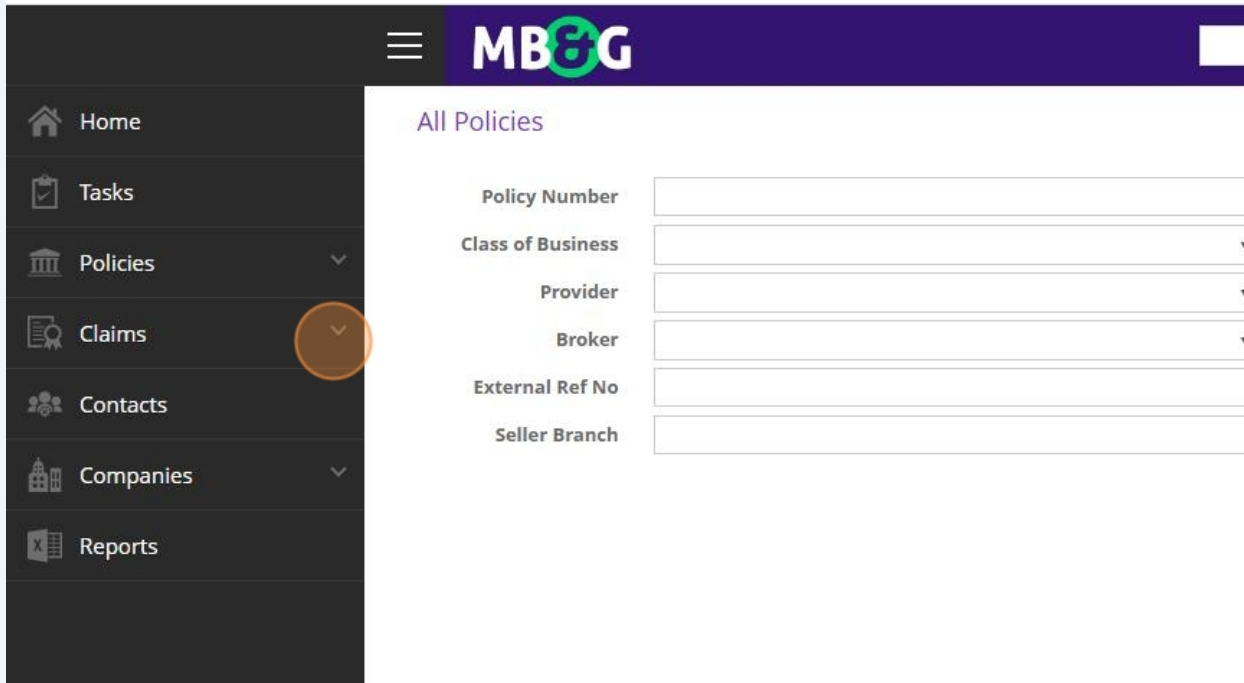 MB&G
Home
Tasks
Policies
Claims
Contacts
Companies
Reports
All Policies
Policy Number
Class of Business
Provider
Broker
External Ref No
Seller Branch